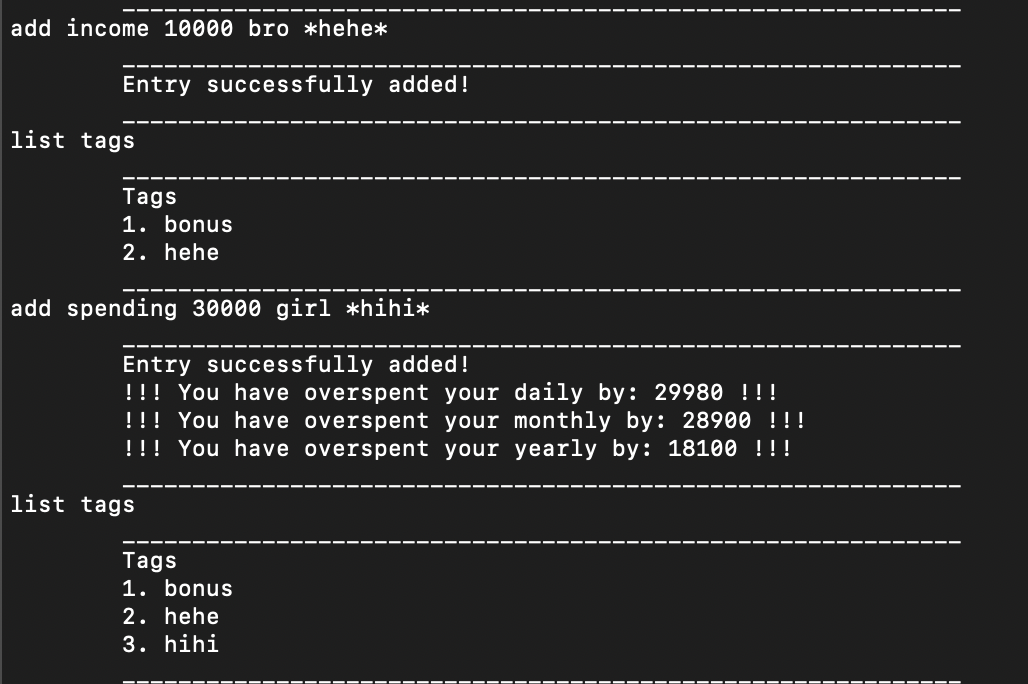 ____________________________________________________________
add income 10000 bro *hehe*
____________________________________________________________
Entry successfully added!
____________________________________________________________
list tags
____________________________________________________________
Tags
1. bonus
2. hehe
____________________________________________________________
add spending 30000 girl *hihi*
____________________________________________________________
Entry successfully added!
!!! You have overspent your daily by: 29980 !!!
!!! You have overspent your monthly by: 28900 !!!
!!! You have overspent your yearly by: 18100 !!!
____________________________________________________________
list tags
____________________________________________________________
Tags
1. bonus
2. hehe
3. hihi
____________________________________________________________